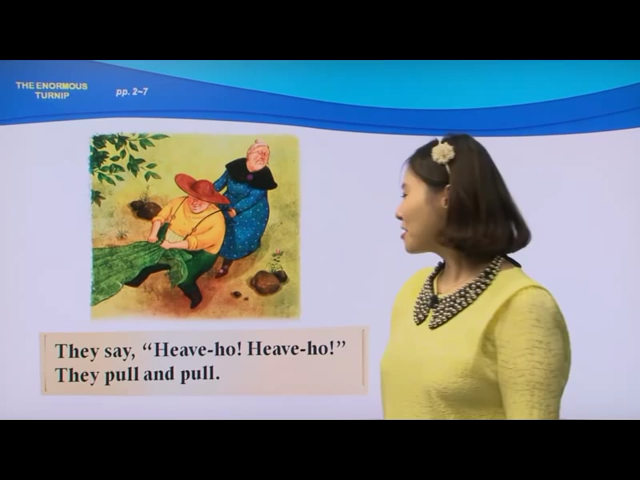 THE ENORMOUS
TURNIP
pp. 2~7
They say, “Heave-ho! Heave-ho!”
They pull and pull.